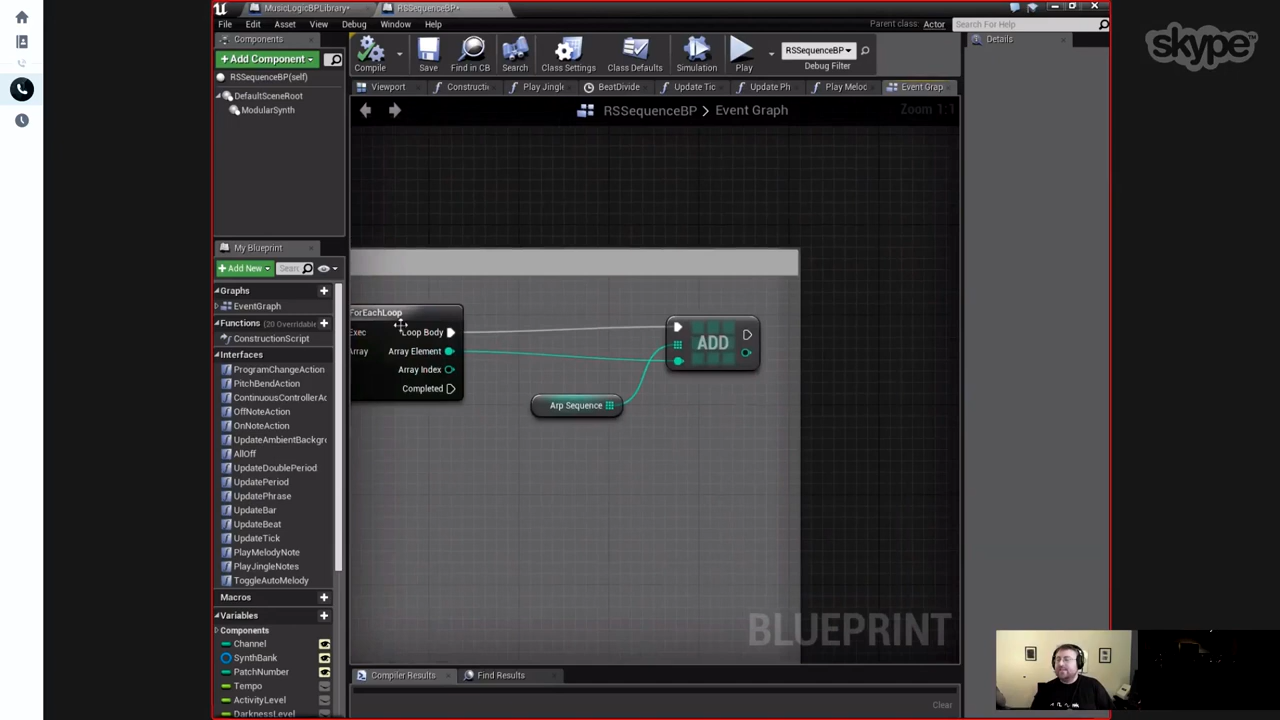 MusicLogicBPLibrary*
RSSequenceBP*
File Edit Asset View Debug Window Help
Parent class: Actor
Search For Help
Components
+ Add Component
RSSequenceBP(self)
DefaultSceneRoot
ModularSynth
Compile
Save
Find in CB
Search
Class Settings
Class Defaults
Simulation
Play
RSSequenceBP
Debug Filter
Details
skype
Viewport
Constructi
Play Jingl
BeatDivide
Update Tic
Update Ph
Play Meloc
Event Grap
RSSequenceBP > Event Graph
Zoom 1:1
My Blueprint
+ Add New
Searc
Graphs
EventGraph
Functions (20 Overridabl
ConstructionScript
Interfaces
ProgramChangeAction
PitchBendAction
ContinuousControllerAc
OffNoteAction
OnNoteAction
UpdateAmbientBackgr
AllOff
UpdateDoublePeriod
UpdatePeriod
UpdatePhrase
UpdateBar
UpdateBeat
UpdateTick
PlayMelodyNote
PlayJingleNotes
ToggleAutoMelody
Macros
Variables
Components
Channel
SynthBank
PatchNumber
Tempo
ActivityLevel
DarknessLevel
ForEachLoop
Exec
Loop Body
Array
Array Element
Array Index
Completed
Arp Sequence
ADD
BLUEPRINT
Compiler Results
Find Results
Clear